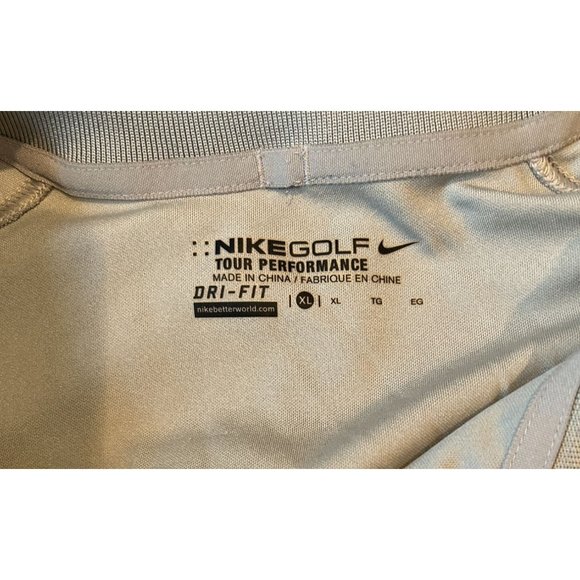 ::NIKEGOLF
TOUR PERFORMANCE
MADE IN CHINA / FABRIQUE EN CHINE
DRI-FIT
| XL | XL TG EG
nikebetterworld.com